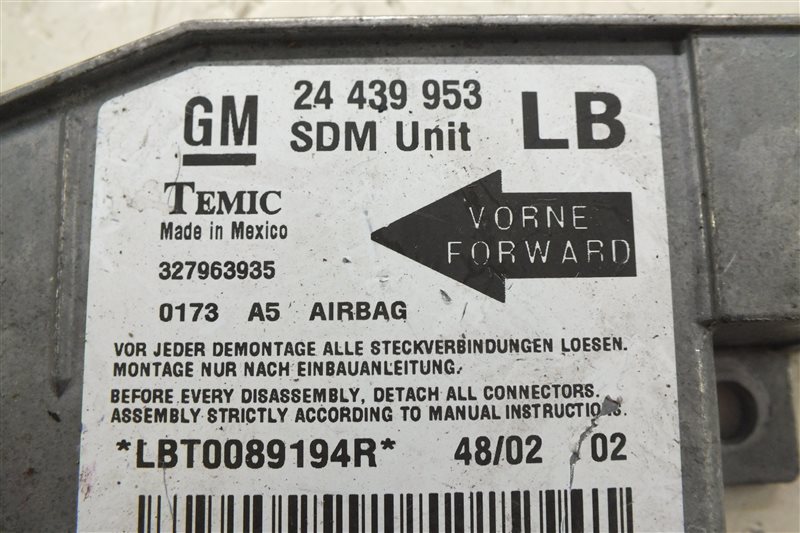 GM 24 439 953 LB
SDM Unit
TEMIC
Made in Mexico
VORNE
FORWARD
327963935
0173 A5 AIRBAG
VOR JEDER DEMONTAGE ALLE STECKVERBINDUNGEN LOESEN.
MONTAGE NUR NACH EINBAUANLEITUNG.
BEFORE EVERY DISASSEMBLY, DETACH ALL CONNECTORS.
ASSEMBLY STRICTLY ACCORDING TO MANUAL INSTRUCTIONS.
*LBT0089194R* 48/02 02